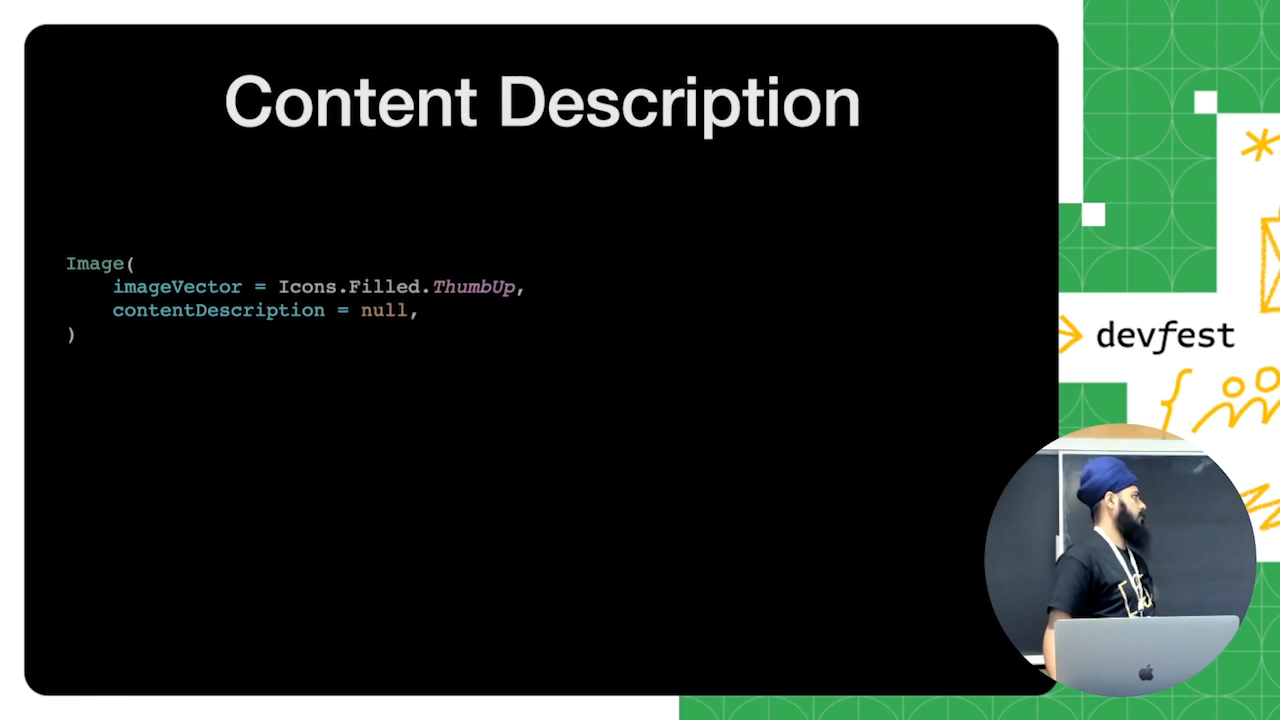 Content Description
Image(
    imageVector = Icons.Filled.ThumbUp,
    contentDescription = null,
)
devfest